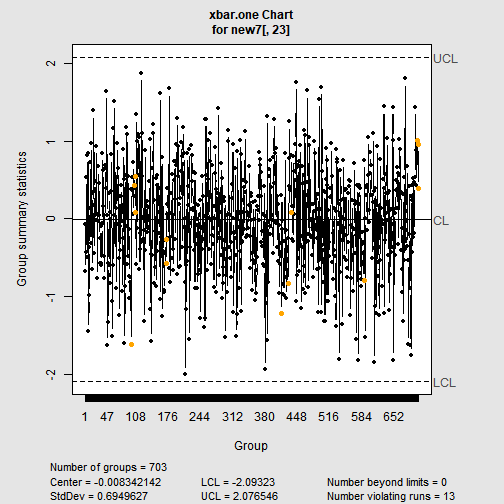 xbar.one Chart
for new7[, 23]
Group summary statistics
2
1
0
-1
-2
UCL
CL
LCL
1 47 108 176 244 312 380 448 516 584 652
Group
Number of groups = 703
Center = -0.008342142 LCL = -2.09323 Number beyond limits = 0
StdDev = 0.6949627 UCL = 2.076546 Number violating runs = 13